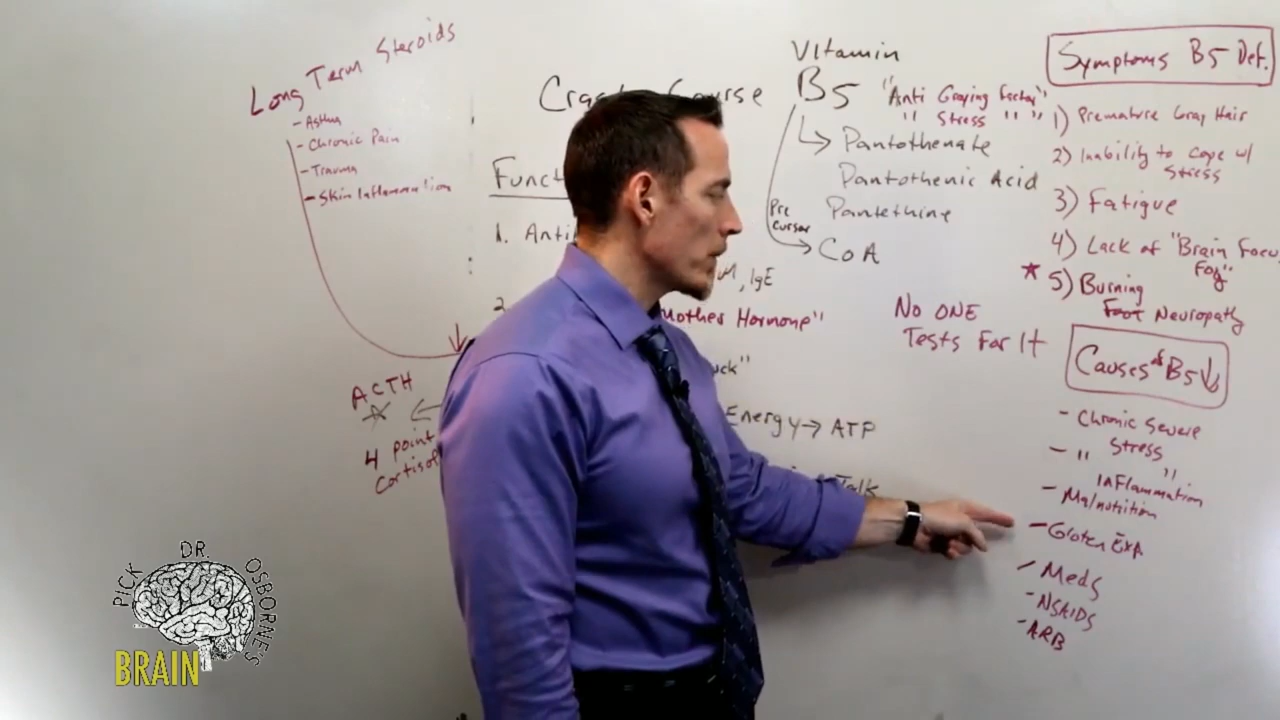 Long Term Steroids
- Asthma
- Chronic Pain
- Trauma
- Skin Inflammation
ACTH
4 point
Cortisol
Crash Course
Vitamin
B5
"Anti Graying Factor"
" Stress " "
Pantothenate
Pantothenic Acid
Pantethine
Pre
Cursor
CoA
Funct
1. Anti
, IgE
2
Mother Hormone"
uck"
Energy → ATP
Talk
No ONE
Tests For It
Symptoms B5 Def.
1) Premature Gray Hair
2) Inability to Cope w/
Stress
3) Fatigue
4) Lack of "Brain Focus
Fog"
5) Burning
Foot Neuropathy
Causes of B5↓
- Chronic Severe
Stress
- " "
Inflammation
- Malnutrition
- Gluten Exp
- Meds
- NSAIDS
- ARB
PICK DR. OSBORNE'S
BRAIN